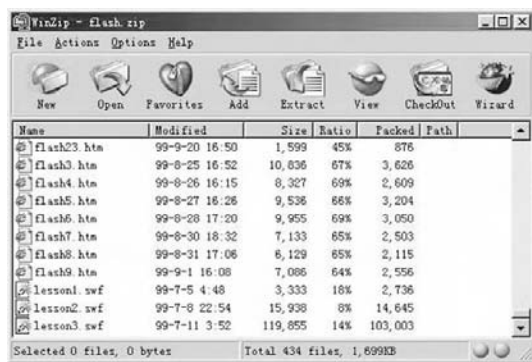 WinZip - flash.zip
File Actions Options Help
New Open Favorites Add Extract View CheckOut Wizard
Name Modified Size Ratio Packed Path
flash23.htm 99-9-20 16:50 1,599 45% 876
flash3.htm 99-8-25 16:52 10,836 67% 3,626
flash4.htm 99-8-26 16:15 8,327 69% 2,609
flash5.htm 99-8-27 16:26 9,536 66% 3,204
flash6.htm 99-8-28 17:20 9,955 69% 3,050
flash7.htm 99-8-30 18:32 7,133 65% 2,503
flash8.htm 99-8-31 17:06 6,129 65% 2,115
flash9.htm 99-9-1 16:08 7,086 64% 2,556
lesson1.swf 99-7-5 4:48 3,333 18% 2,736
lesson2.swf 99-7-8 22:54 15,938 8% 14,645
lesson3.swf 99-7-11 3:52 119,855 14% 103,003
Selected 0 files, 0 bytes Total 434 files, 1,699KB